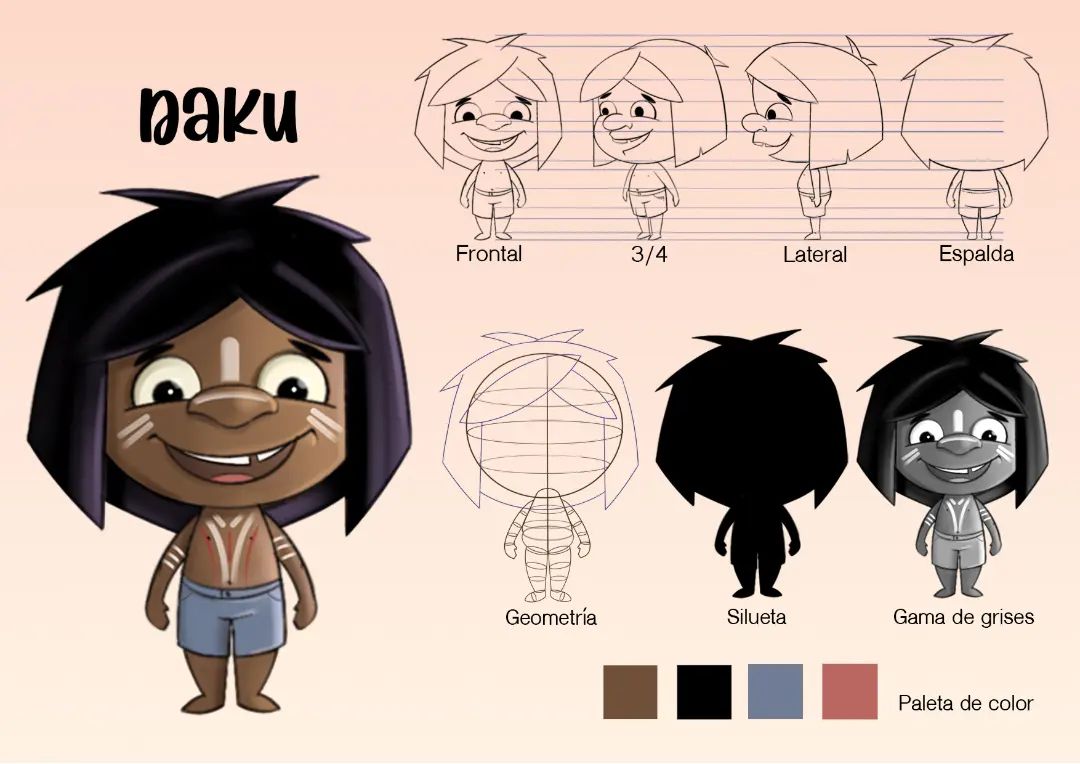 DAKU
Frontal
3/4
Lateral
Espalda
Geometría
Silueta
Gama de grises
Paleta de color